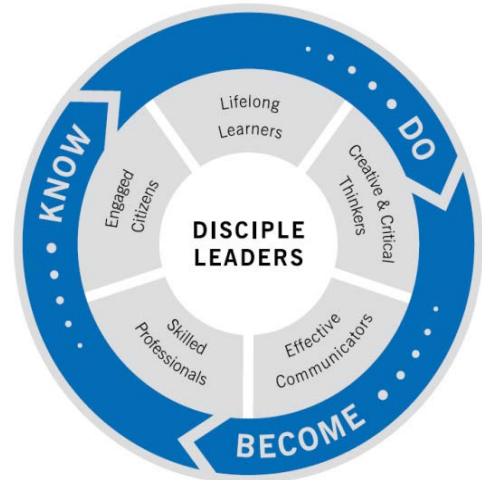 KNOW
DO
BECOME
Lifelong
Learners
Creative & Critical
Thinkers
Effective
Communicators
Skilled
Professionals
Engaged
Citizens
DISCIPLE
LEADERS